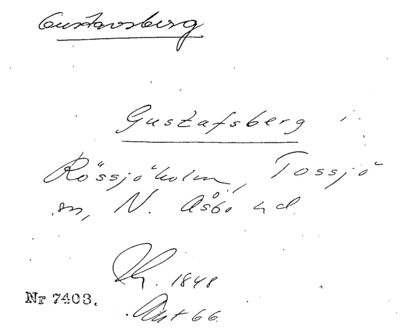 Gustavsberg
Gustafsberg i
Rössjöholm, Tossjö
sn, N. Åsbo hd
1848
Nr 7403.